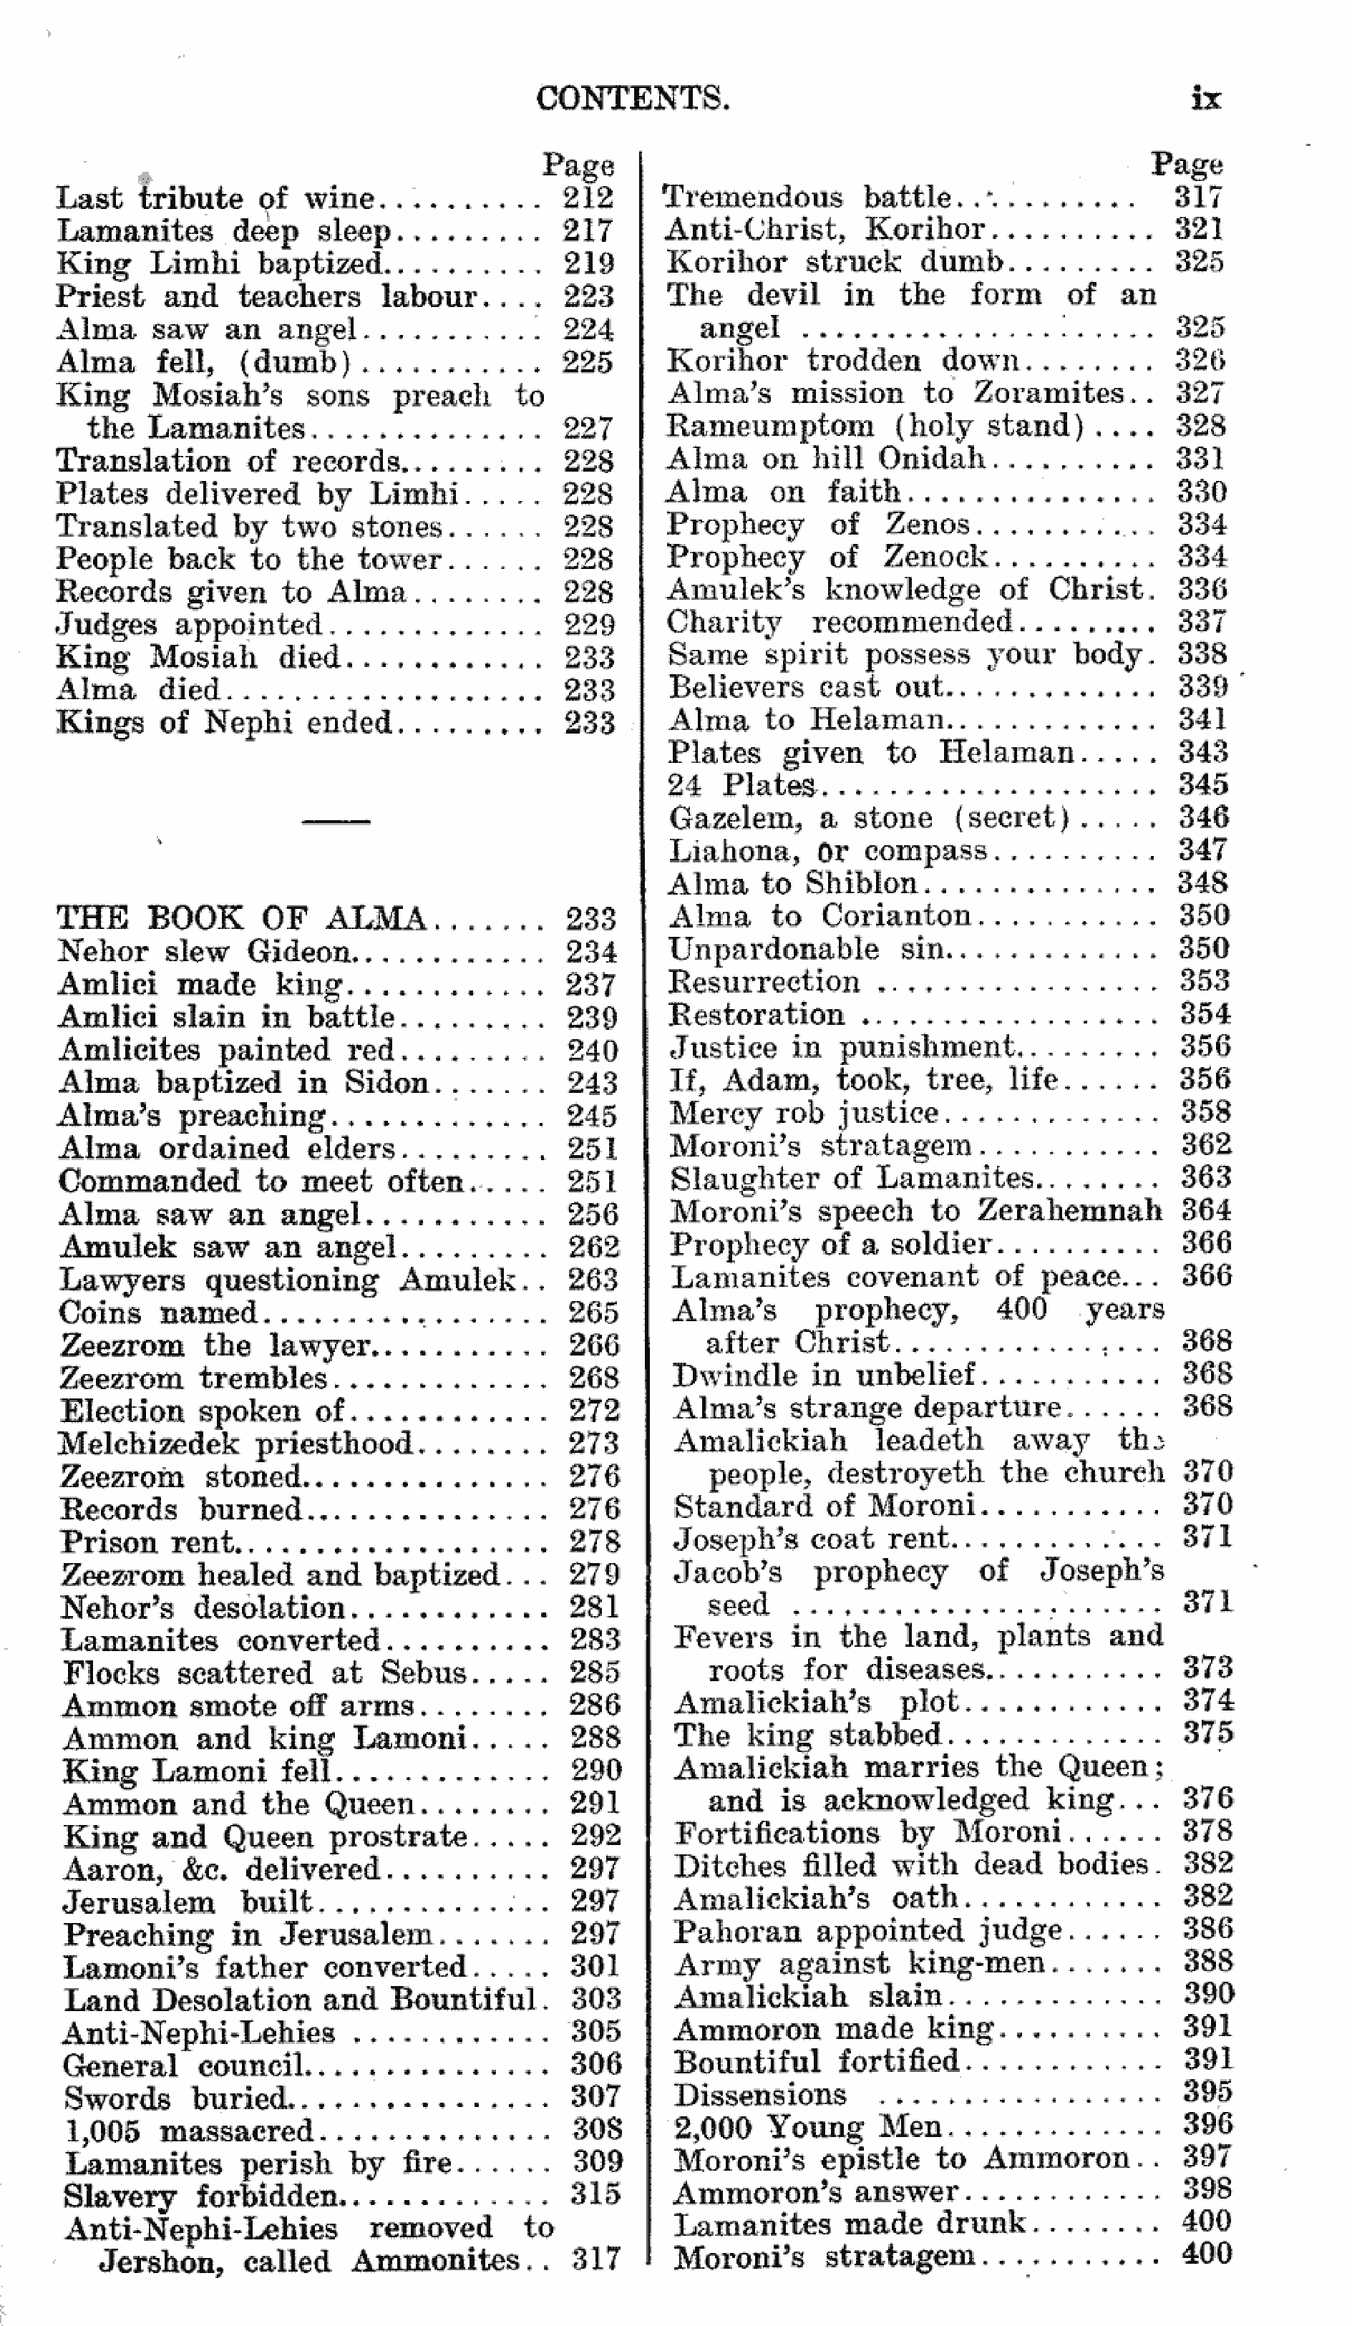 CONTENTS. ix
Page
Last tribute of wine.......... 212
Lamanites deep sleep......... 217
King Limhi baptized.......... 219
Priest and teachers labour.... 223
Alma saw an angel........... 224
Alma fell, (dumb)........... 225
King Mosiah's sons preach to
the Lamanites.............. 227
Translation of records......... 228
Plates delivered by Limhi..... 228
Translated by two stones...... 228
People back to the tower...... 228
Records given to Alma........ 228
Judges appointed............. 229
King Mosiah died............ 233
Alma died................... 233
Kings of Nephi ended......... 233
THE BOOK OF ALMA....... 233
Nehor slew Gideon............ 234
Amlici made king............ 237
Amlici slain in battle......... 239
Amlicites painted red......... 240
Alma baptized in Sidon....... 243
Alma's preaching............. 245
Alma ordained elders......... 251
Commanded to meet often..... 251
Alma saw an angel........... 256
Amulek saw an angel......... 262
Lawyers questioning Amulek.. 263
Coins named................. 265
Zeezrom the lawyer........... 266
Zeezrom trembles............. 268
Election spoken of............ 272
Melchizedek priesthood........ 273
Zeezrom stoned............... 276
Records burned............... 276
Prison rent................... 278
Zeezrom healed and baptized... 279
Nehor's desolation............ 281
Lamanites converted.......... 283
Flocks scattered at Sebus..... 285
Ammon smote off arms........ 286
Ammon and king Lamoni..... 288
King Lamoni fell............. 290
Ammon and the Queen........ 291
King and Queen prostrate..... 292
Aaron, &c. delivered.......... 297
Jerusalem built.............. 297
Preaching in Jerusalem....... 297
Lamoni's father converted..... 301
Land Desolation and Bountiful. 303
Anti-Nephi-Lehies ............ 305
General council............... 306
Swords buried................ 307
1,005 massacred.............. 308
Lamanites perish by fire...... 309
Slavery forbidden............. 315
Anti-Nephi-Lehies removed to
Jershon, called Ammonites.. 317
Page
Tremendous battle........... 317
Anti-Christ, Korihor.......... 321
Korihor struck dumb......... 325
The devil in the form of an
angel ..................... 325
Korihor trodden down........ 326
Alma's mission to Zoramites.. 327
Rameumptom (holy stand).... 328
Alma on hill Onidah.......... 331
Alma on faith............... 330
Prophecy of Zenos........... 334
Prophecy of Zenock.......... 334
Amulek's knowledge of Christ. 336
Charity recommended......... 337
Same spirit possess your body. 338
Believers cast out............. 339
Alma to Helaman............. 341
Plates given to Helaman..... 343
24 Plates.................... 345
Gazelem, a stone (secret)..... 346
Liahona, or compass.......... 347
Alma to Shiblon.............. 348
Alma to Corianton........... 350
Unpardonable sin............. 350
Resurrection ................. 353
Restoration .................. 354
Justice in punishment......... 356
If, Adam, took, tree, life...... 356
Mercy rob justice............. 358
Moroni's stratagem........... 362
Slaughter of Lamanites........ 363
Moroni's speech to Zerahemnah 364
Prophecy of a soldier.......... 366
Lamanites covenant of peace... 366
Alma's prophecy, 400 years
after Christ................ 368
Dwindle in unbelief........... 368
Alma's strange departure...... 368
Amalickiah leadeth away the
people, destroyeth the church 370
Standard of Moroni........... 370
Joseph's coat rent............. 371
Jacob's prophecy of Joseph's
seed ...................... 371
Fevers in the land, plants and
roots for diseases........... 373
Amalickiah's plot............ 374
The king stabbed............. 375
Amalickiah marries the Queen;
and is acknowledged king... 376
Fortifications by Moroni...... 378
Ditches filled with dead bodies. 382
Amalickiah's oath............ 382
Pahoran appointed judge...... 386
Army against king-men....... 388
Amalickiah slain............. 390
Ammoron made king.......... 391
Bountiful fortified............ 391
Dissensions ................. 395
2,000 Young Men............. 396
Moroni's epistle to Ammoron.. 397
Ammoron's answer............ 398
Lamanites made drunk........ 400
Moroni's stratagem........... 400